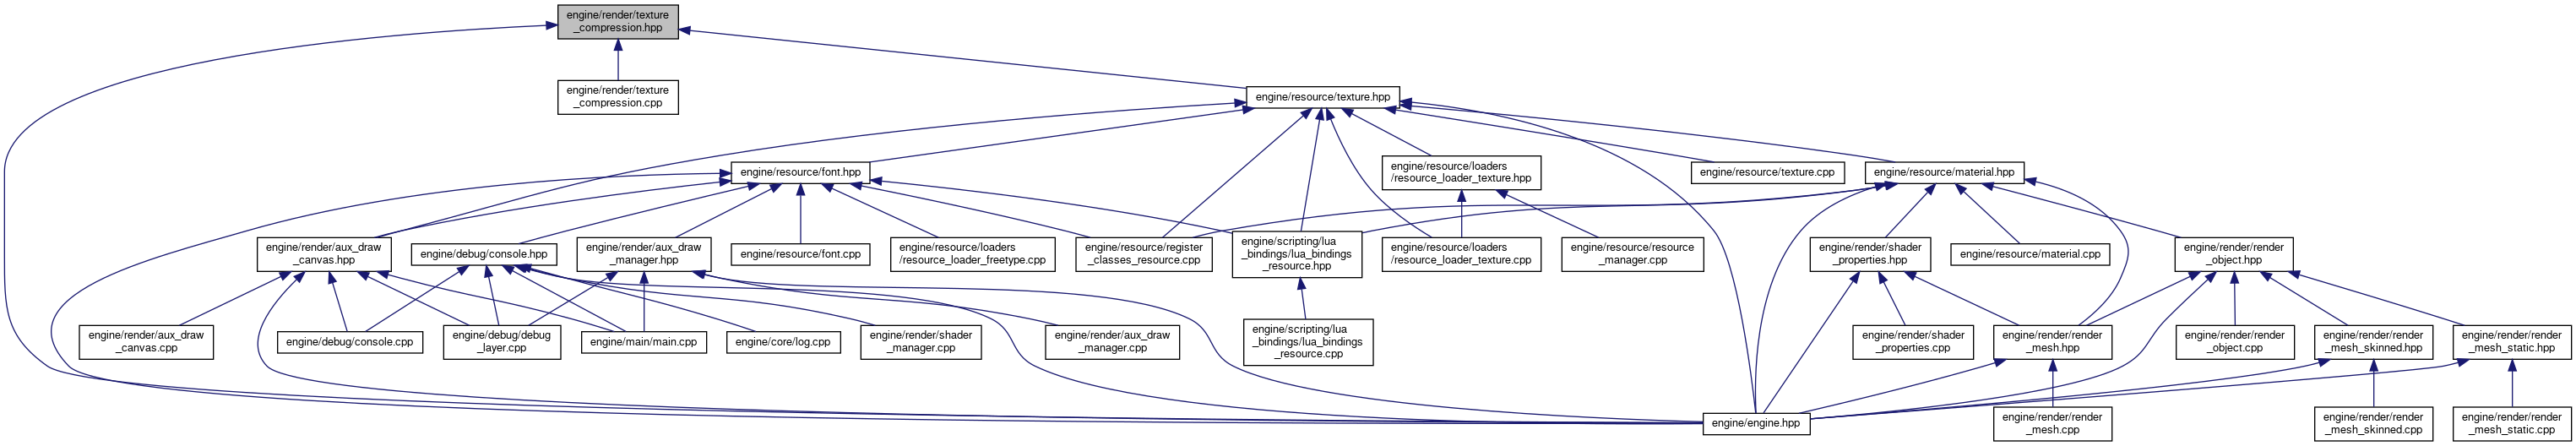 engine/render/texture
_compression.hpp
engine/render/texture
_compression.cpp
engine/resource/texture.hpp
engine/resource/font.hpp
engine/resource/loaders
/resource_loader_texture.hpp
engine/resource/texture.cpp
engine/resource/material.hpp
engine/render/aux_draw
_canvas.hpp
engine/debug/console.hpp
engine/render/aux_draw
_manager.hpp
engine/resource/font.cpp
engine/resource/loaders
/resource_loader_freetype.cpp
engine/resource/register
_classes_resource.cpp
engine/scripting/lua
_bindings/lua_bindings
_resource.hpp
engine/resource/loaders
/resource_loader_texture.cpp
engine/resource/resource
_manager.cpp
engine/render/shader
_properties.hpp
engine/resource/material.cpp
engine/render/render
_object.hpp
engine/render/aux_draw
_canvas.cpp
engine/debug/console.cpp
engine/debug/debug
_layer.cpp
engine/main/main.cpp
engine/core/log.cpp
engine/render/shader
_manager.cpp
engine/render/aux_draw
_manager.cpp
engine/scripting/lua
_bindings/lua_bindings
_resource.cpp
engine/render/shader
_properties.cpp
engine/render/render
_mesh.hpp
engine/render/render
_object.cpp
engine/render/render
_mesh_skinned.hpp
engine/render/render
_mesh_static.hpp
engine/engine.hpp
engine/render/render
_mesh.cpp
engine/render/render
_mesh_skinned.cpp
engine/render/render
_mesh_static.cpp